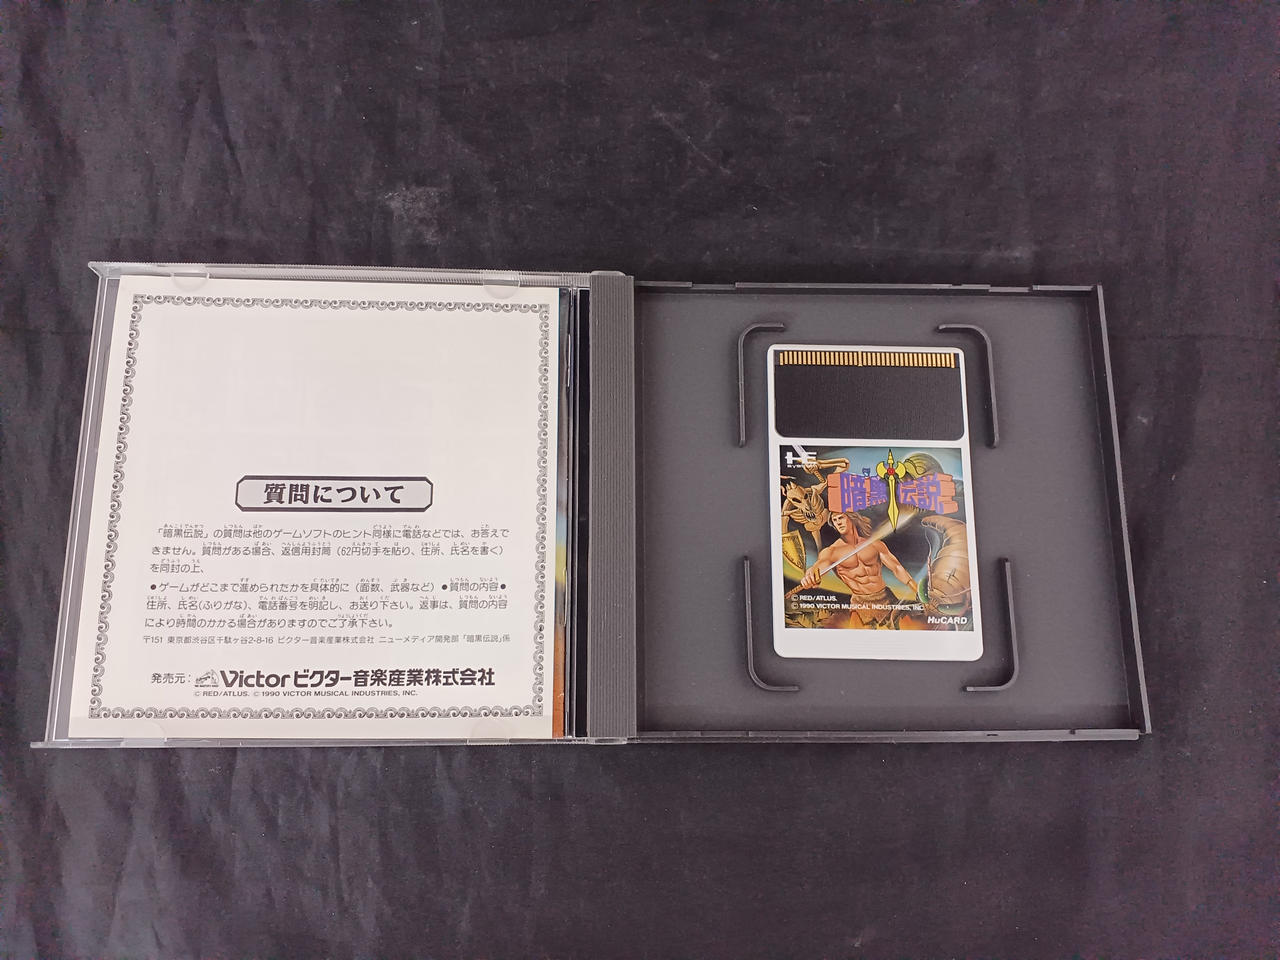 質問について
「暗黒伝説」の質問は他のゲームソフトのヒント同様に電話などでは、お答えで
きません。質問がある場合、返信用封筒(62円切手を貼り、住所、氏名を書く)
を同封の上、
●ゲームがどこまで進められたかを具体的に(面数、武器など)●質問の内容●
住所、氏名(ふりがな)、電話番号を明記し、お送り下さい。返事は、質問の内容
により時間のかかる場合がありますのでご了承下さい。
〒151 東京都渋谷区千駄ヶ谷2-8-16 ビクター音楽産業株式会社 ニューメディア開発部「暗黒伝説」係
発売元: Victor ビクター音楽産業株式会社
© RED/ATLUS. © 1990 VICTOR MUSICAL INDUSTRIES, INC.
HE
SYSTEM
暗黒伝説
© RED/ATLUS.
© 1990 VICTOR MUSICAL INDUSTRIES, INC.
HuCARD